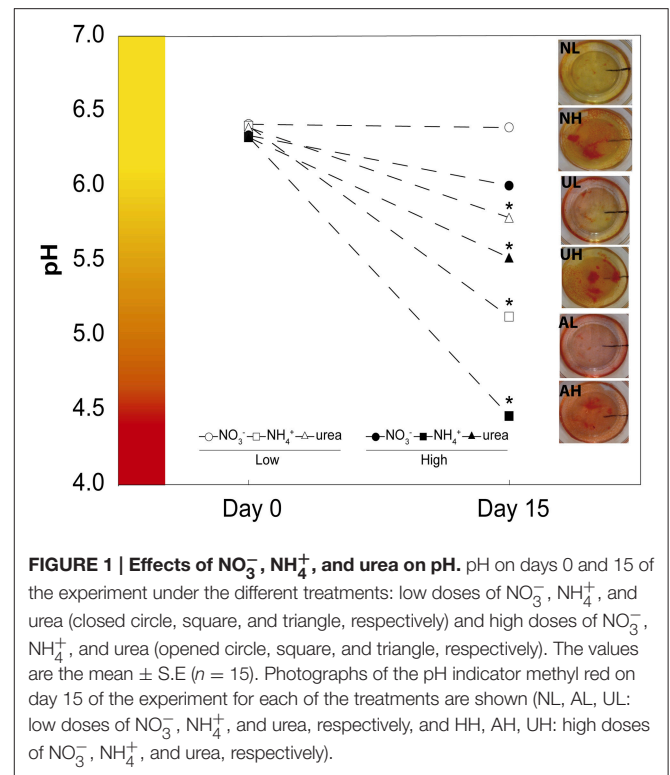 7.0
6.5
6.0
5.5
5.0
4.5
4.0
pH
NL
NH
UL
UH
AL
AH
*
*
*
*
NO₃⁻ NH₄⁺ urea NO₃⁻ NH₄⁺ urea
Low High
Day 0 Day 15
FIGURE 1 | Effects of NO₃⁻, NH₄⁺, and urea on pH. pH on days 0 and 15 of
the experiment under the different treatments: low doses of NO₃⁻, NH₄⁺, and
urea (closed circle, square, and triangle, respectively) and high doses of NO₃⁻,
NH₄⁺, and urea (opened circle, square, and triangle, respectively). The values
are the mean ± S.E (n = 15). Photographs of the pH indicator methyl red on
day 15 of the experiment for each of the treatments are shown (NL, AL, UL:
low doses of NO₃⁻, NH₄⁺, and urea, respectively, and HH, AH, UH: high doses
of NO₃⁻, NH₄⁺, and urea, respectively).